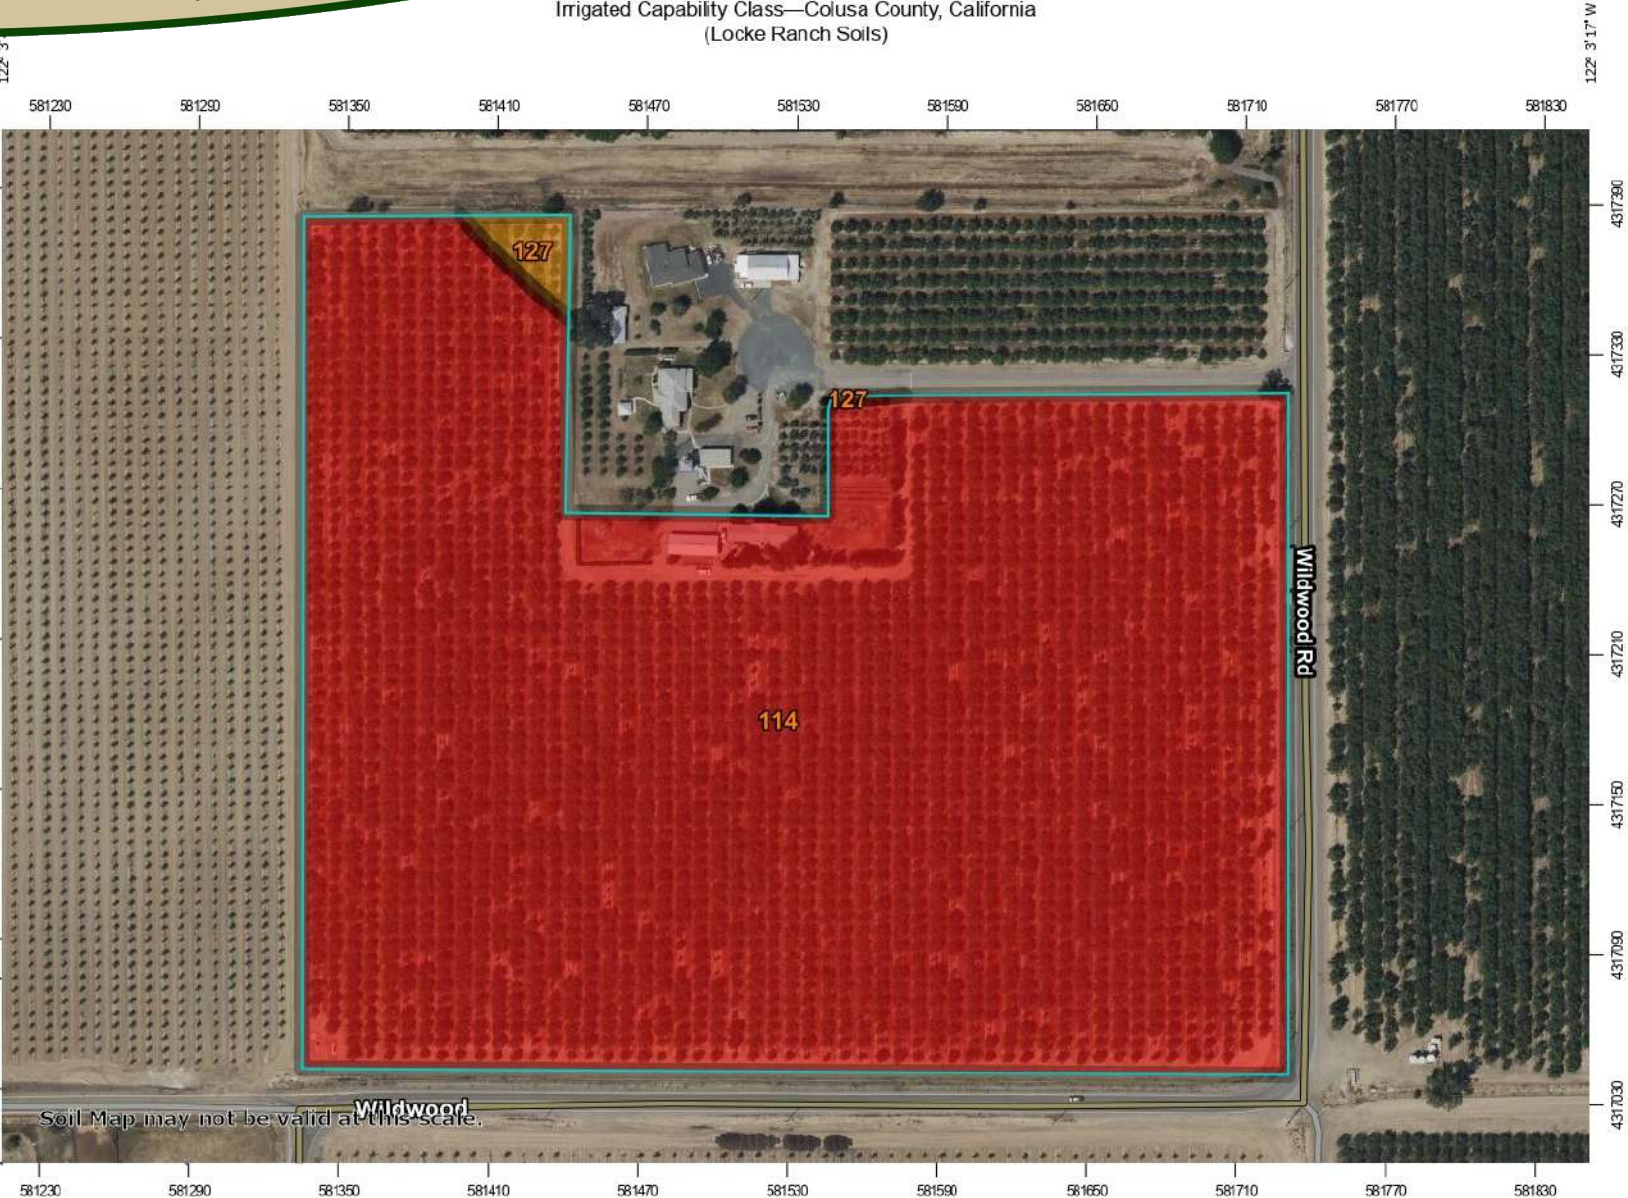 Irrigated Capability Class—Colusa County, California
(Locke Ranch Soils)
122° 3' 17" W
581230 581290 581350 581410 581470 581530 581590 581650 581710 581770 581830
4317390
127
4317330
127
4317270
Wildwood Rd
4317210
114
4317150
4317090
4317030
Wildwood
Soil Map may not be valid at this scale.
581230 581290 581350 581410 581470 581530 581590 581650 581710 581770 581830